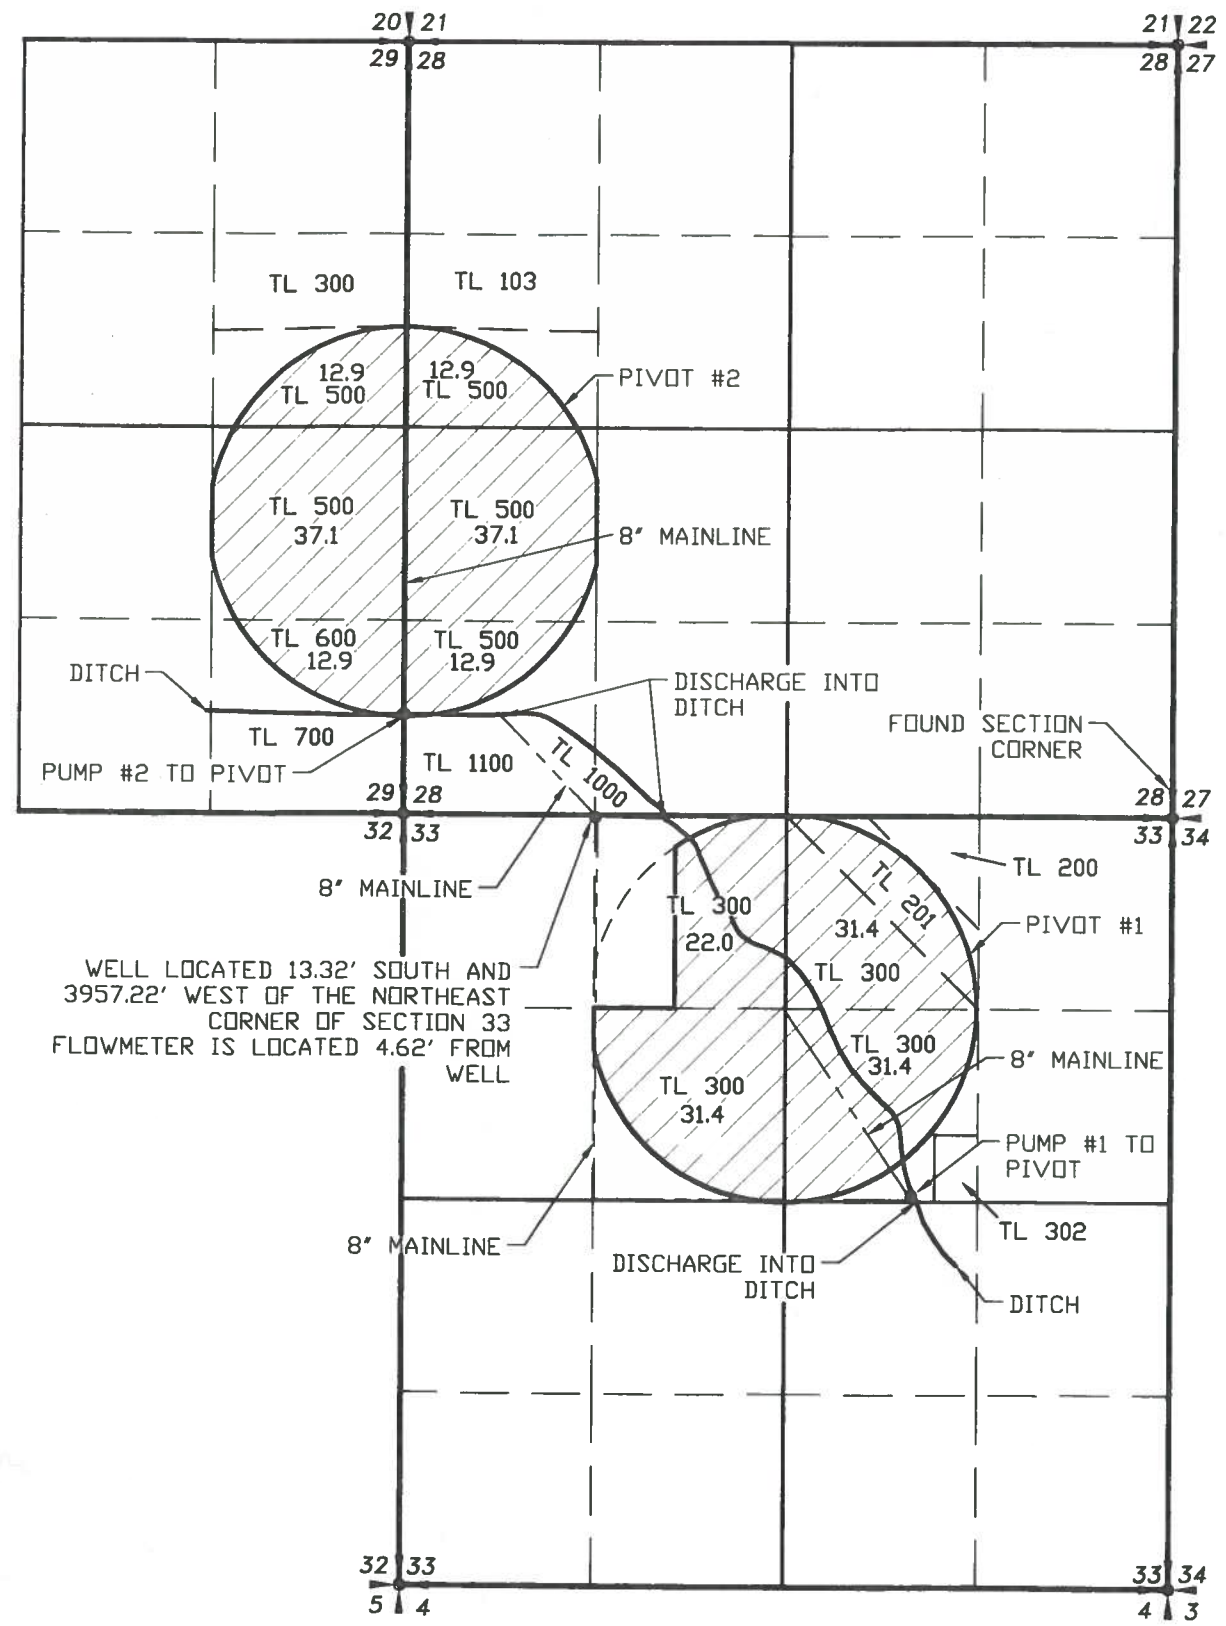 20 21
29 28
21 22
28 27
TL 300
TL 103
12.9
TL 500
12.9
TL 500
PIVOT #2
TL 500
37.1
TL 500
37.1
8" MAINLINE
TL 600
12.9
TL 500
12.9
DITCH
DISCHARGE INTO
DITCH
TL 700
FOUND SECTION
CORNER
PUMP #2 TO PIVOT
TL 1100
TL 1000
29 28
32 33
28 27
33 34
8" MAINLINE
TL 200
TL 201
TL 300
22.0
31.4
TL 300
PIVOT #1
WELL LOCATED 13.32' SOUTH AND
3957.22' WEST OF THE NORTHEAST
CORNER OF SECTION 33
FLOWMETER IS LOCATED 4.62' FROM
WELL
TL 300
31.4
TL 300
31.4
8" MAINLINE
PUMP #1 TO
PIVOT
8" MAINLINE
TL 302
DISCHARGE INTO
DITCH
DITCH
32 33
5 4
33 34
4 3